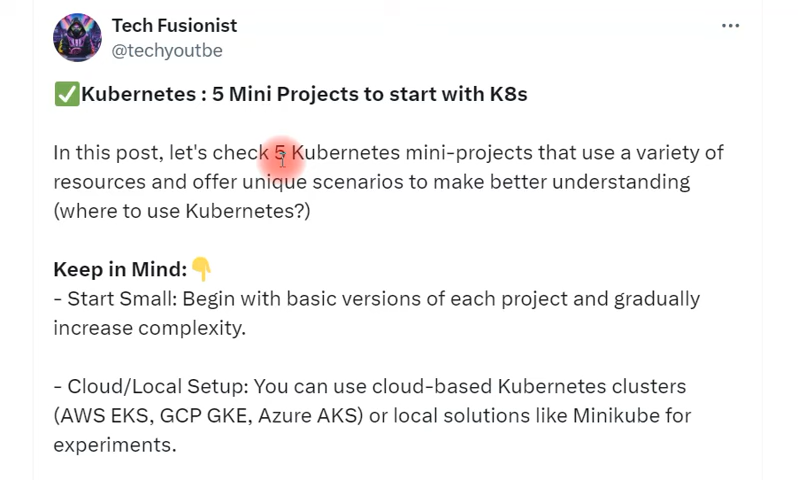 Tech Fusionist
@techyoutbe
✅Kubernetes : 5 Mini Projects to start with K8s
In this post, let's check 5 Kubernetes mini-projects that use a variety of
resources and offer unique scenarios to make better understanding
(where to use Kubernetes?)
Keep in Mind:👇
- Start Small: Begin with basic versions of each project and gradually
increase complexity.
- Cloud/Local Setup: You can use cloud-based Kubernetes clusters
(AWS EKS, GCP GKE, Azure AKS) or local solutions like Minikube for
experiments.